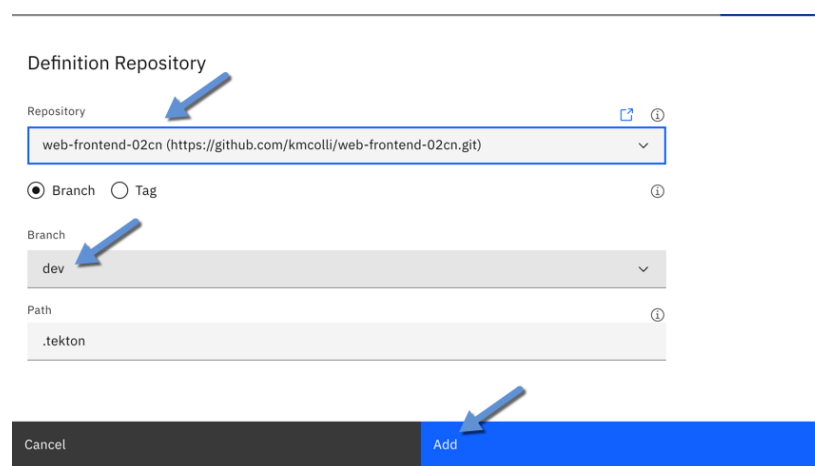 Definition Repository
Repository
web-frontend-02cn (https://github.com/kmcolli/web-frontend-02cn.git)
Branch Tag
Branch
dev
Path
.tekton
Cancel Add